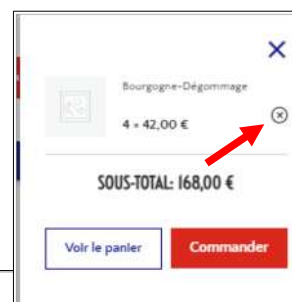 Bourgogne-Dégommage
4 × 42,00 €
SOUS-TOTAL: 168,00 €
Voir le panier
Commander